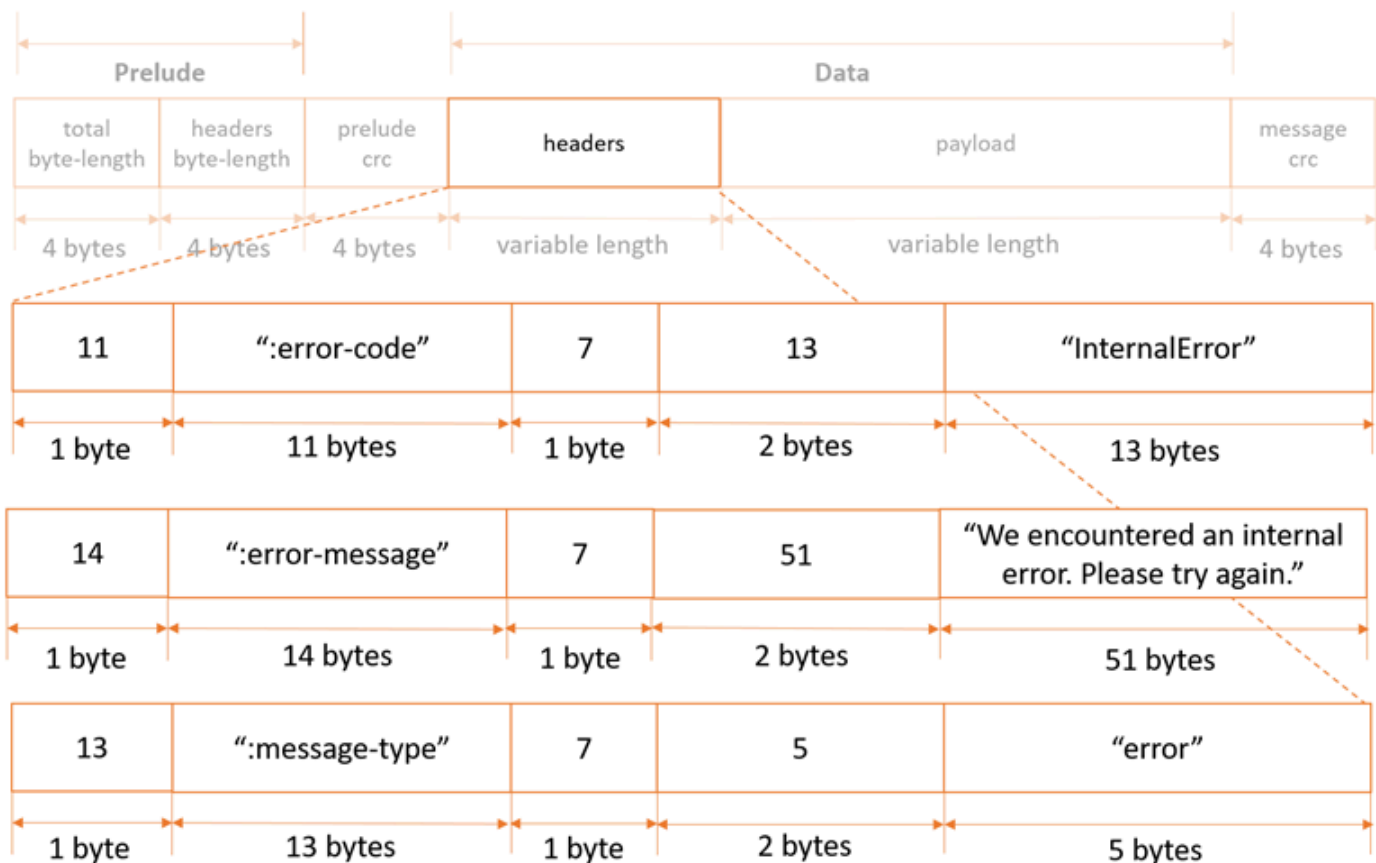 Prelude
Data
total
byte-length
headers
byte-length
prelude
crc
headers
payload
message
crc
4 bytes
4 bytes
4 bytes
variable length
variable length
4 bytes
11
“:error-code”
7
13
“InternalError”
1 byte
11 bytes
1 byte
2 bytes
13 bytes
14
“:error-message”
7
51
“We encountered an internal
error. Please try again.”
1 byte
14 bytes
1 byte
2 bytes
51 bytes
13
“:message-type”
7
5
“error”
1 byte
13 bytes
1 byte
2 bytes
5 bytes